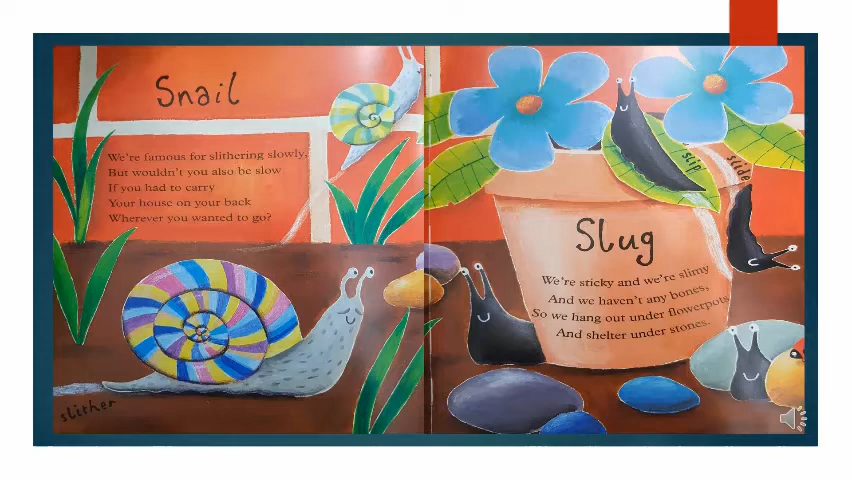 Snail
We're famous for slithering slowly,
But wouldn't you also be slow
If you had to carry
Your house on your back
Wherever you wanted to go?
slither
slip
slide
Slug
We're sticky and we're slimy
And we haven't any bones,
So we hang out under flowerpots
And shelter under stones.